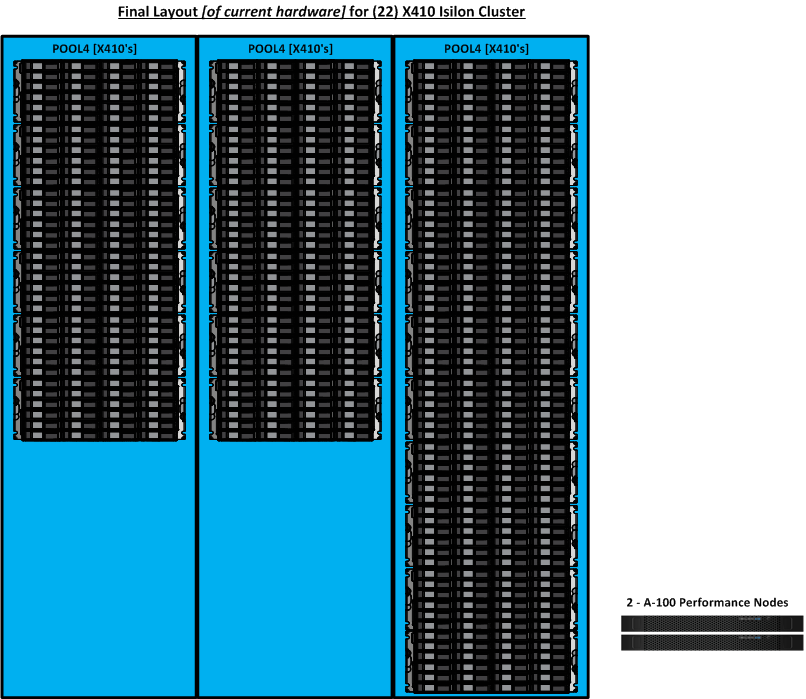 Final Layout [of current hardware] for (22) X410 Isilon Cluster
POOL4 [X410's]
POOL4 [X410's]
POOL4 [X410's]
2 - A-100 Performance Nodes